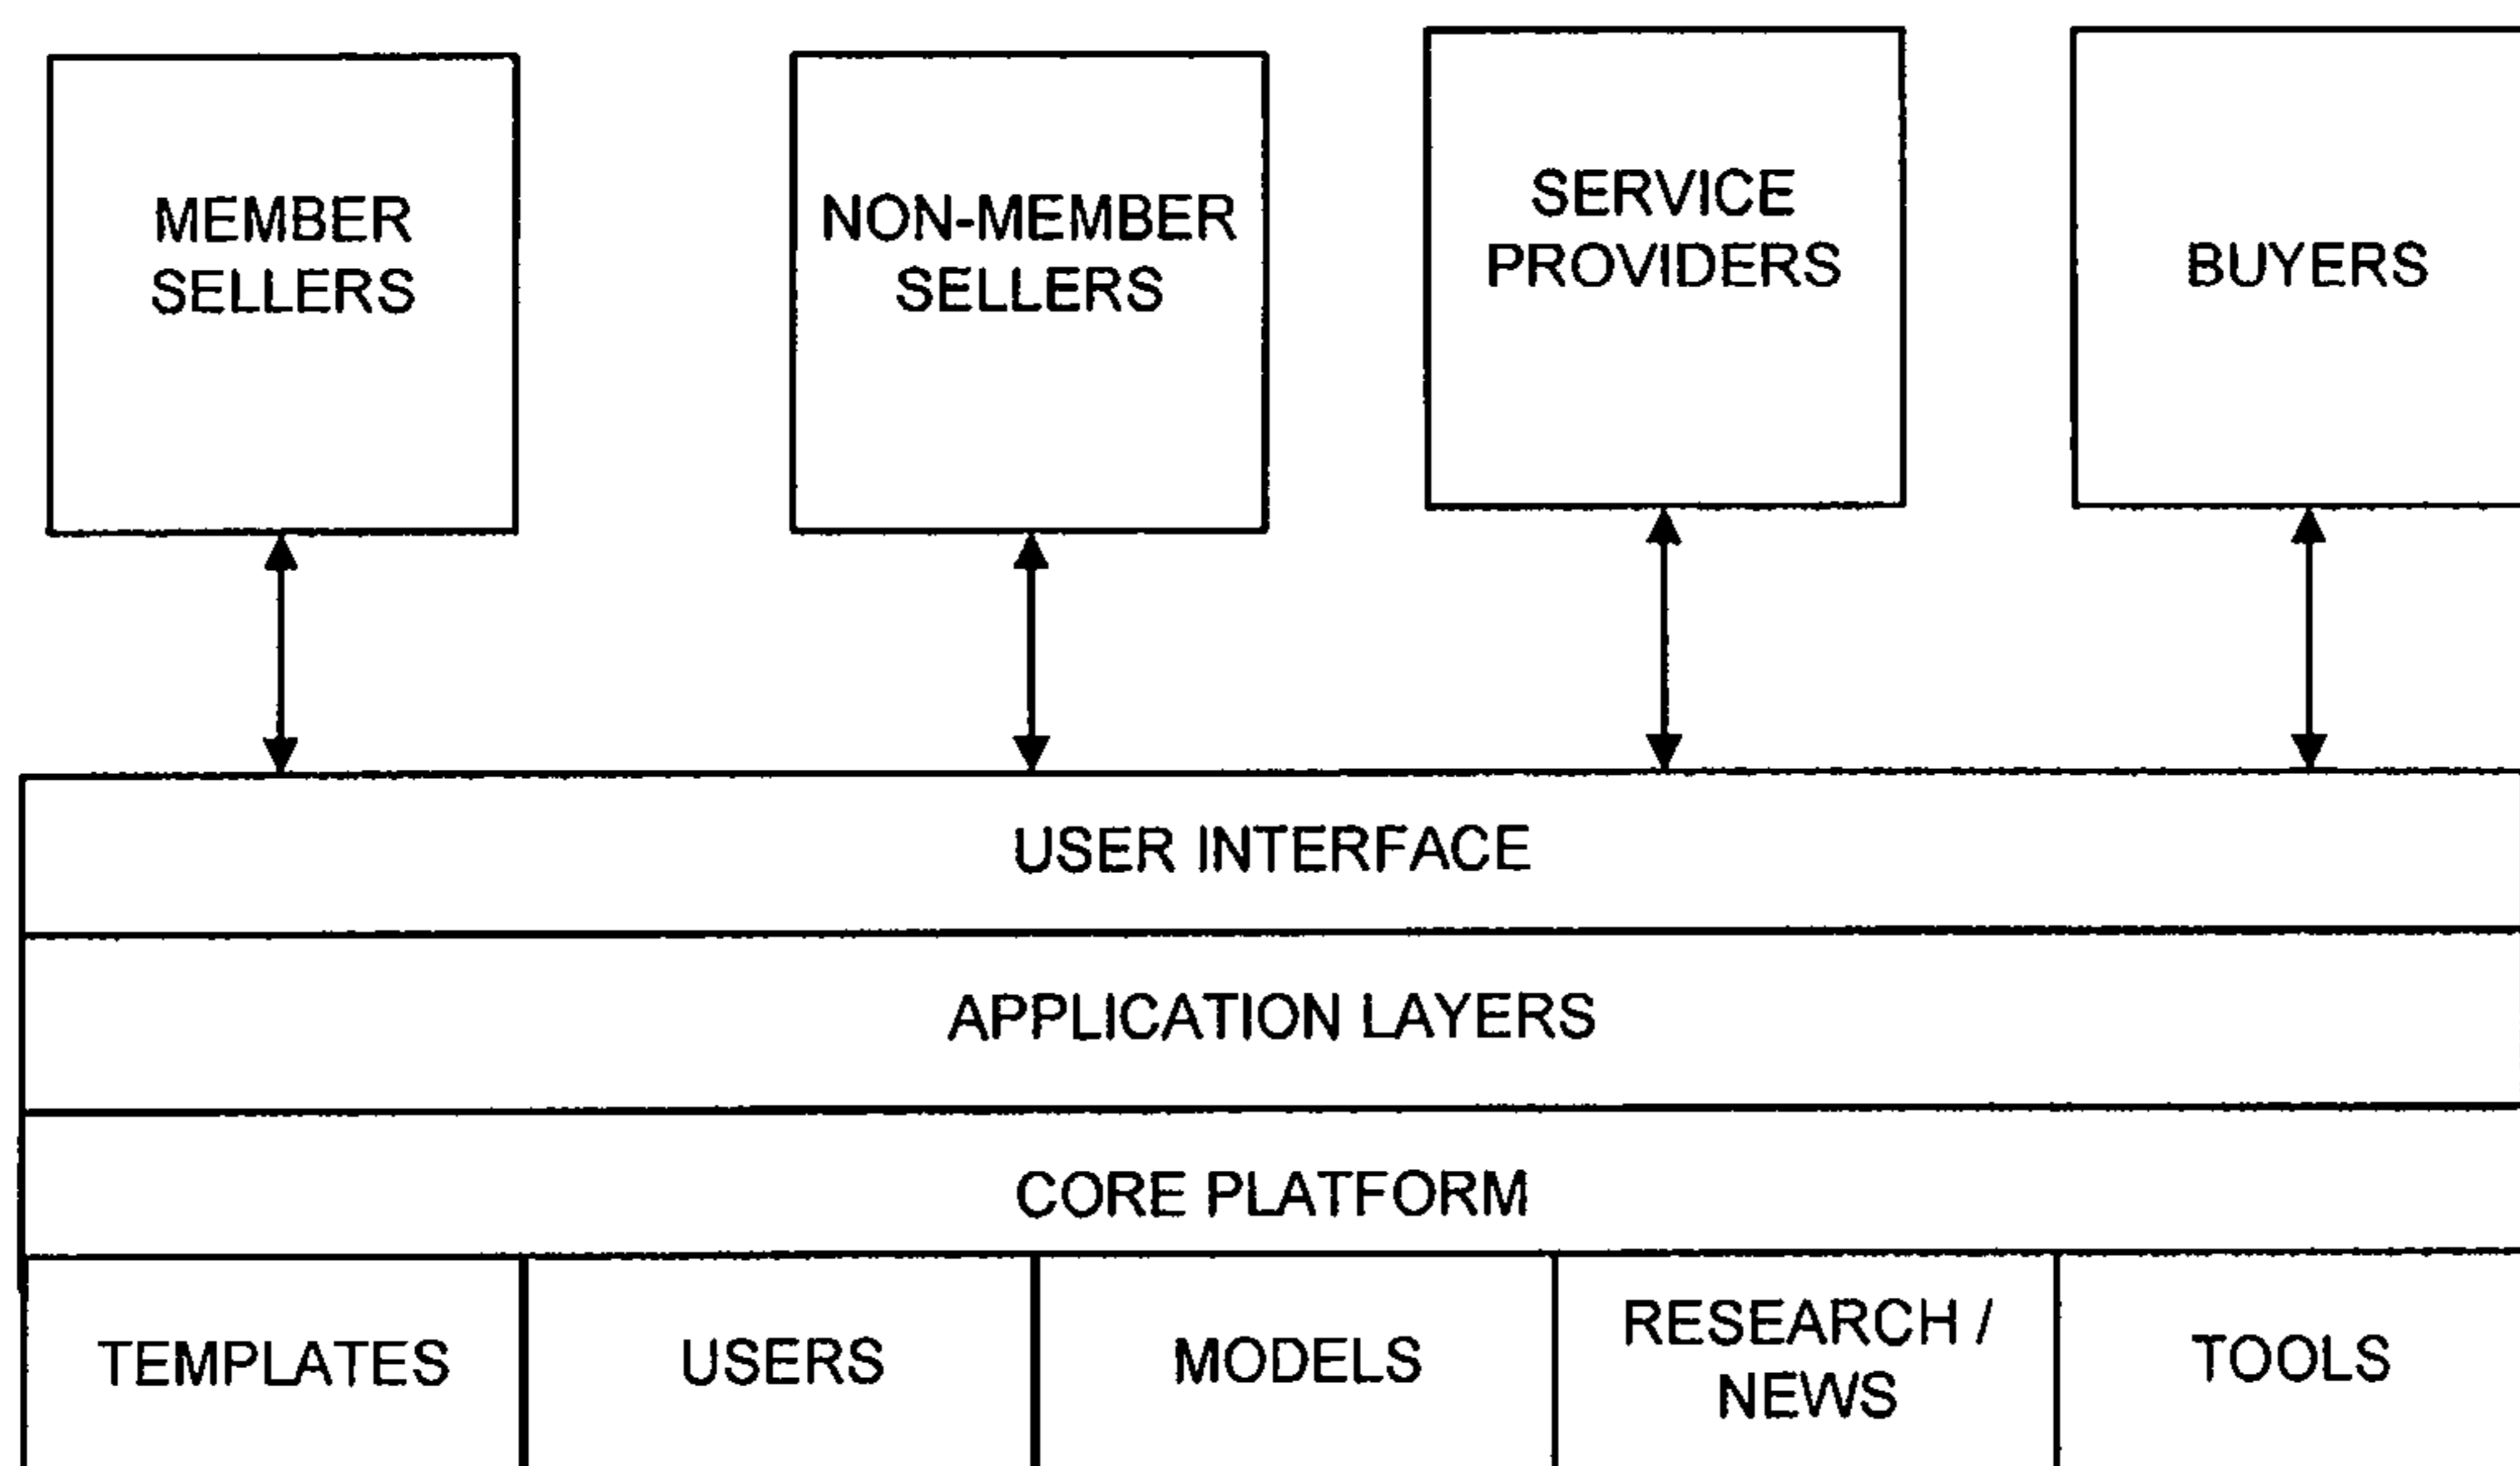 MEMBER
SELLERS
NON-MEMBER
SELLERS
SERVICE
PROVIDERS
BUYERS
USER INTERFACE
APPLICATION LAYERS
CORE PLATFORM
TEMPLATES
USERS
MODELS
RESEARCH /
NEWS
TOOLS